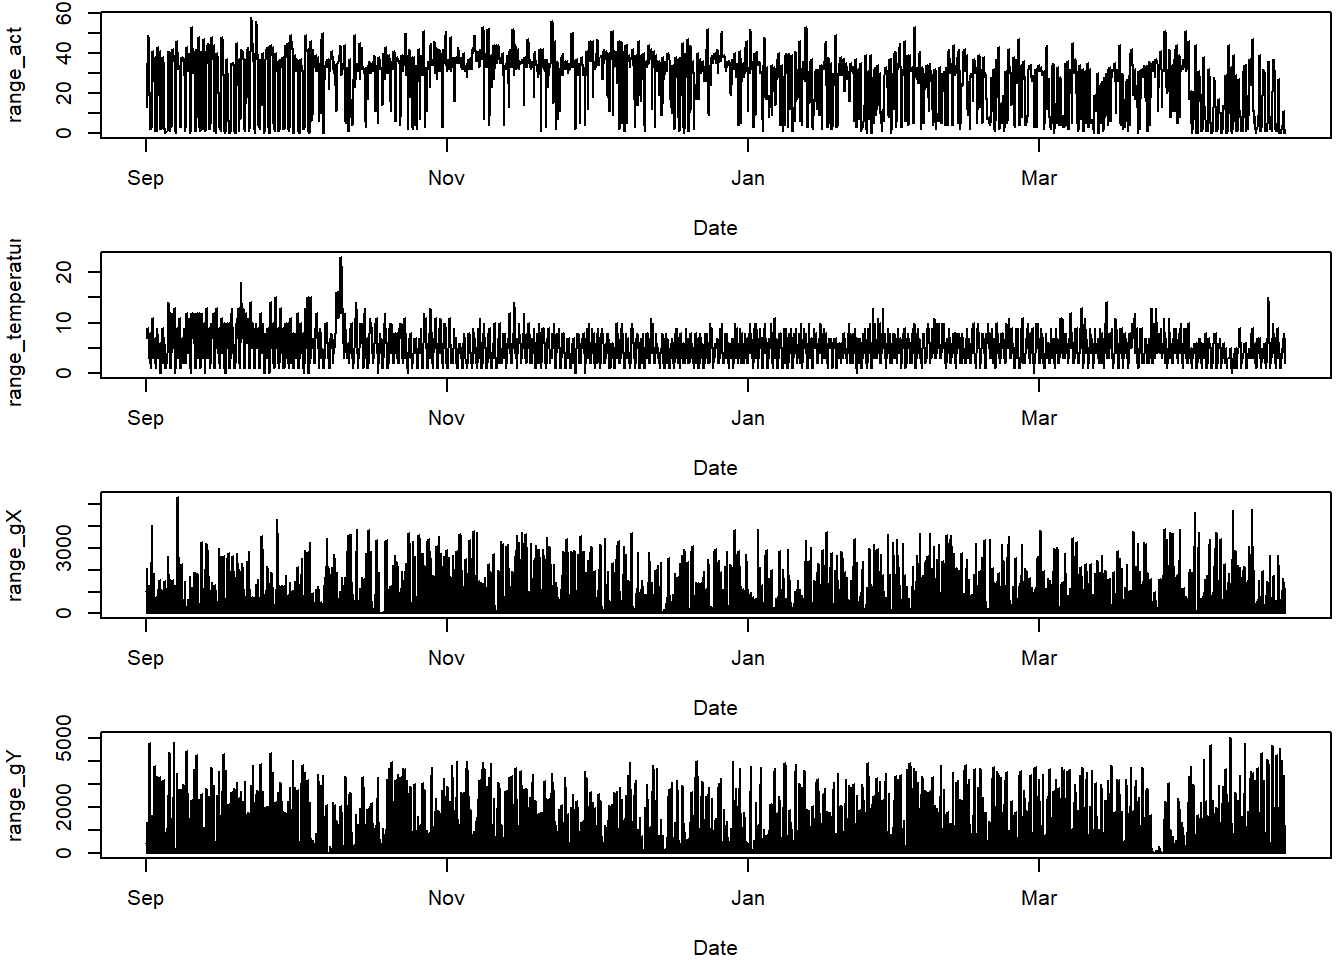 range_act
0 20 40 60
Sep Nov Jan Mar
Date
range_temperatur
0 10 20
Sep Nov Jan Mar
Date
range_gX
0 3000
Sep Nov Jan Mar
Date
range_gY
0 2000 5000
Sep Nov Jan Mar
Date